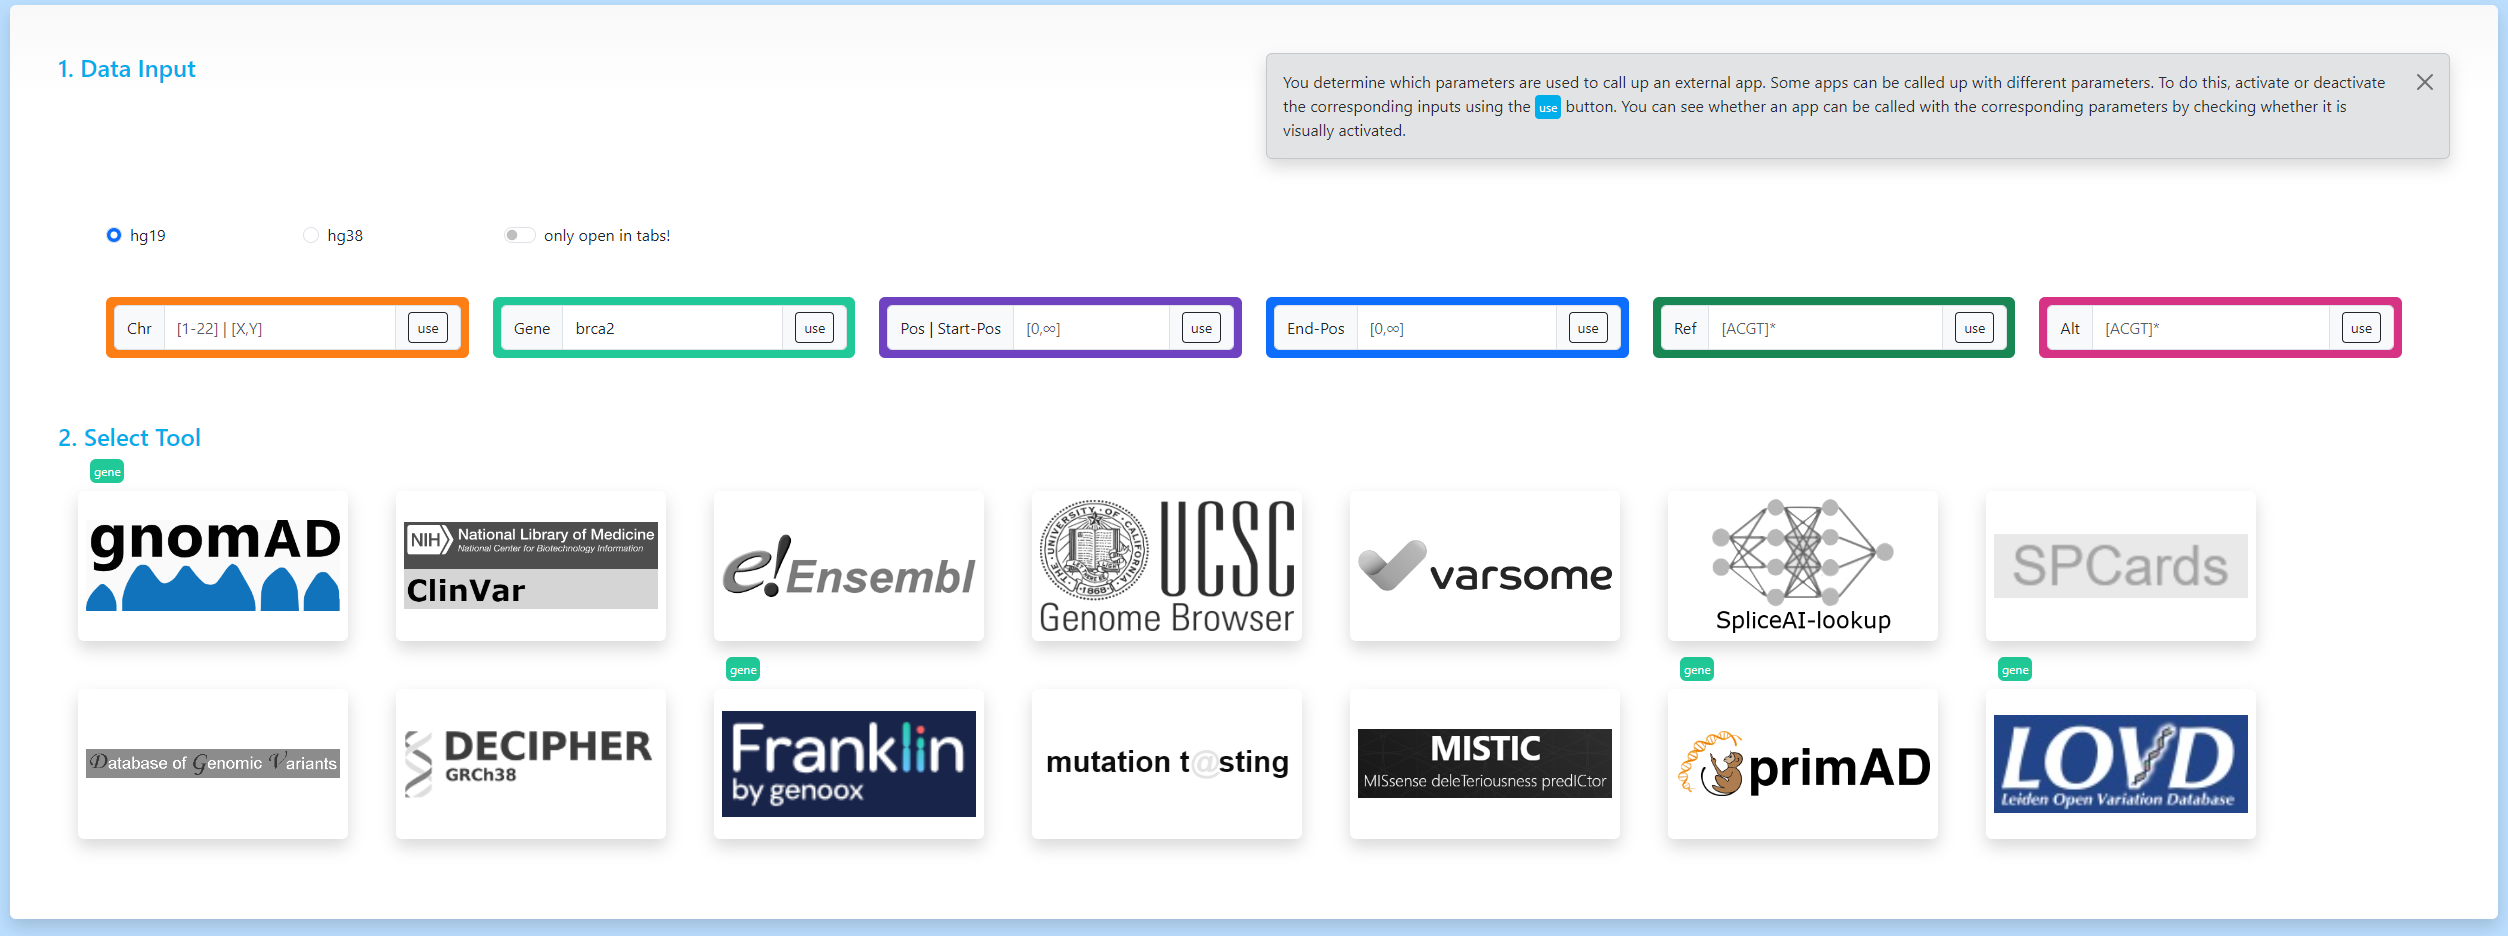 1. Data Input
You determine which parameters are used to call up an external app. Some apps can be called up with different parameters. To do this, activate or deactivate
the corresponding inputs using the use button. You can see whether an app can be called with the corresponding parameters by checking whether it is
visually activated.
hg19 hg38 only open in tabs!
Chr [1-22] | [X,Y] use Gene brca2 use Pos | Start-Pos [0,∞] use End-Pos [0,∞] use Ref [ACGT]* use Alt [ACGT]* use
2. Select Tool
gene
gnomAD
NIH National Library of Medicine
National Center for Biotechnology Information
ClinVar
e!Ensembl
THE UNIVERSITY OF CALIFORNIA
1868
UCSC
Genome Browser
varsome
SpliceAI-lookup
SPCards
Database of Genomic Variants
DECIPHER
GRCh38
gene
Franklin
by genoox
mutation t@sting
MISTIC
MISsense deleTeriousness predICtor
gene
primAD
gene
LOVD
Leiden Open Variation Database